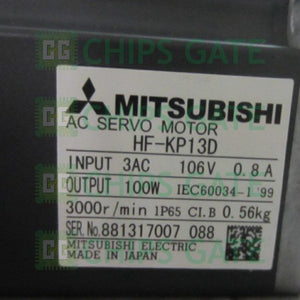 CHIPS GATE
MITSUBISHI
AC SERVO MOTOR
HF-KP13D
INPUT 3AC 106V 0.8A
OUTPUT 100W IEC60034-1 '99
3000r/min IP65 CI.B 0.56kg
SER.No.881317007 088
MITSUBISHI ELECTRIC
MADE IN JAPAN